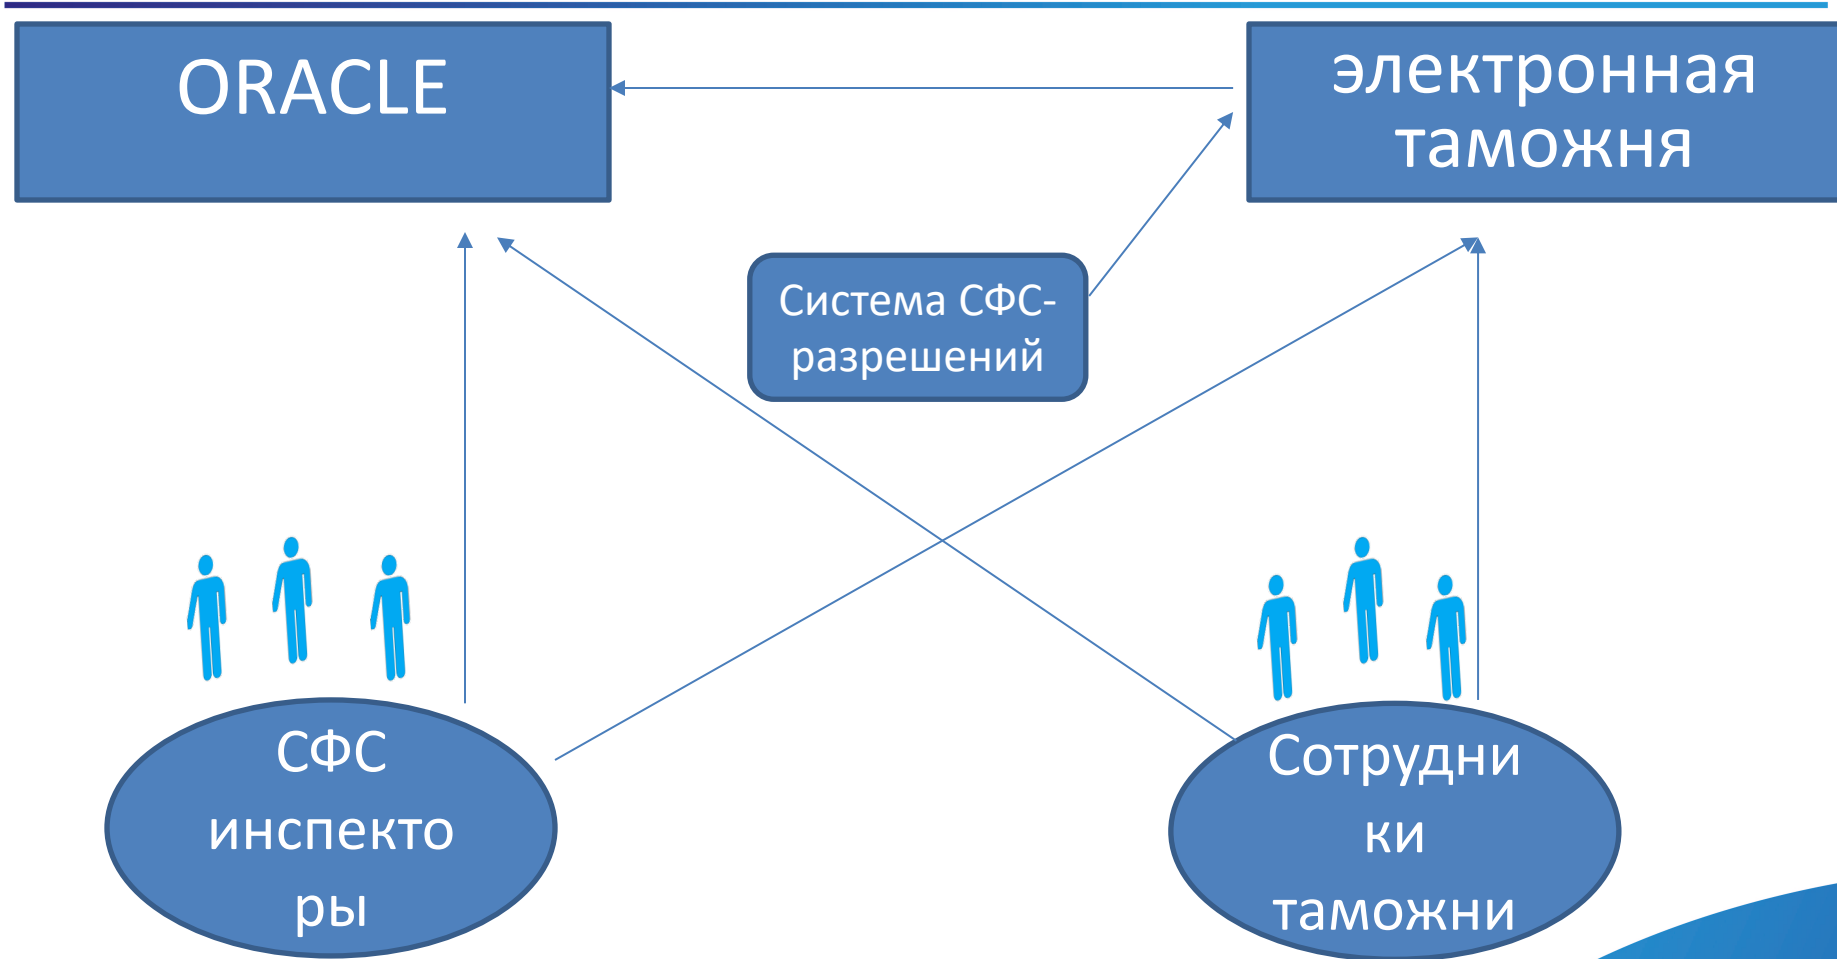 ORACLE
электронная
таможня
Система СФС-
разрешений
СФС
инспекто
ры
Сотрудни
ки
таможни